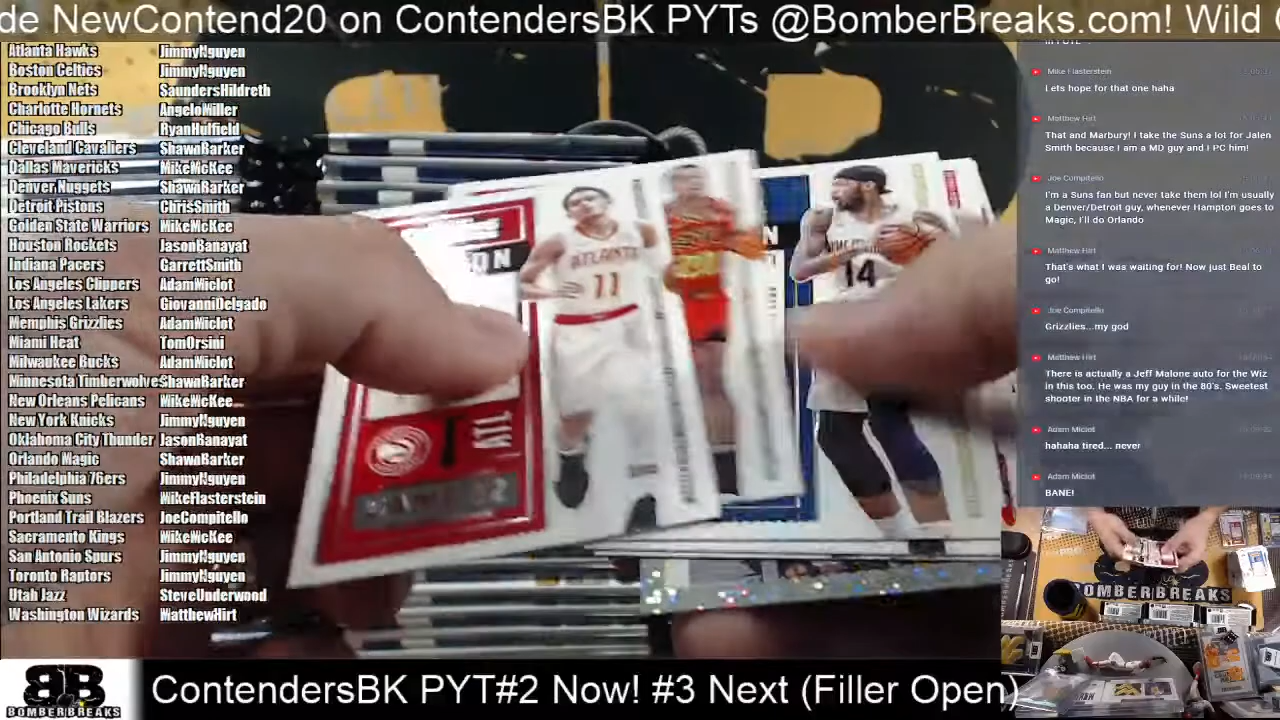 de NewContend20 on ContendersBK PYTs @BomberBreaks.com! Wild
Atlanta Hawks JimmyNguyen
Boston Celtics JimmyNguyen
Brooklyn Nets SaundersHildreth
Charlotte Hornets AngeloMiller
Chicago Bulls RyanHulfield
Cleveland Cavaliers ShawnBarker
Dallas Mavericks MikeMcKee
Denver Nuggets ShawnBarker
Detroit Pistons ChrisSmith
Golden State Warriors MikeMcKee
Houston Rockets JasonBanayat
Indiana Pacers GarrettSmith
Los Angeles Clippers AdamMiclot
Los Angeles Lakers GiovanniDelgado
Memphis Grizzlies AdamMiclot
Miami Heat TomOrsini
Milwaukee Bucks AdamMiclot
Minnesota Timberwolves ShawnBarker
New Orleans Pelicans MikeMcKee
New York Knicks JimmyNguyen
Oklahoma City Thunder JasonBanayat
Orlando Magic ShawnBarker
Philadelphia 76ers JimmyNguyen
Phoenix Suns MikeHasterstein
Portland Trail Blazers JoeCompitello
Sacramento Kings MikeMcKee
San Antonio Spurs JimmyNguyen
Toronto Raptors JimmyNguyen
Utah Jazz SteveUnderwood
Washington Wizards MatthewHirt
ATLANTA
11
ON
ATL
N
14
Mike Hasterstein
Lets hope for that one haha
Matthew Hirt
That and Marbury! I take the Suns a lot for Jalen
Smith because I am a MD guy and I PC him!
Joe Compitello
I'm a Suns fan but never take them lol I'm usually
a Denver/Detroit guy, whenever Hampton goes to
Magic, I'll do Orlando
Matthew Hirt
That's what I was waiting for! Now just Beal to
go!
Joe Compitello
Grizzlies...my god
Matthew Hirt
There is actually a Jeff Malone auto for the Wiz
in this too. He was my guy in the 80's. Sweetest
shooter in the NBA for a while!
Adam Miclot
hahaha tired... never
Adam Miclot
BANE!
BOMBERBREAKS
BB
BOMBERBREAKS
ContendersBK PYT#2 Now! #3 Next (Filler Open)